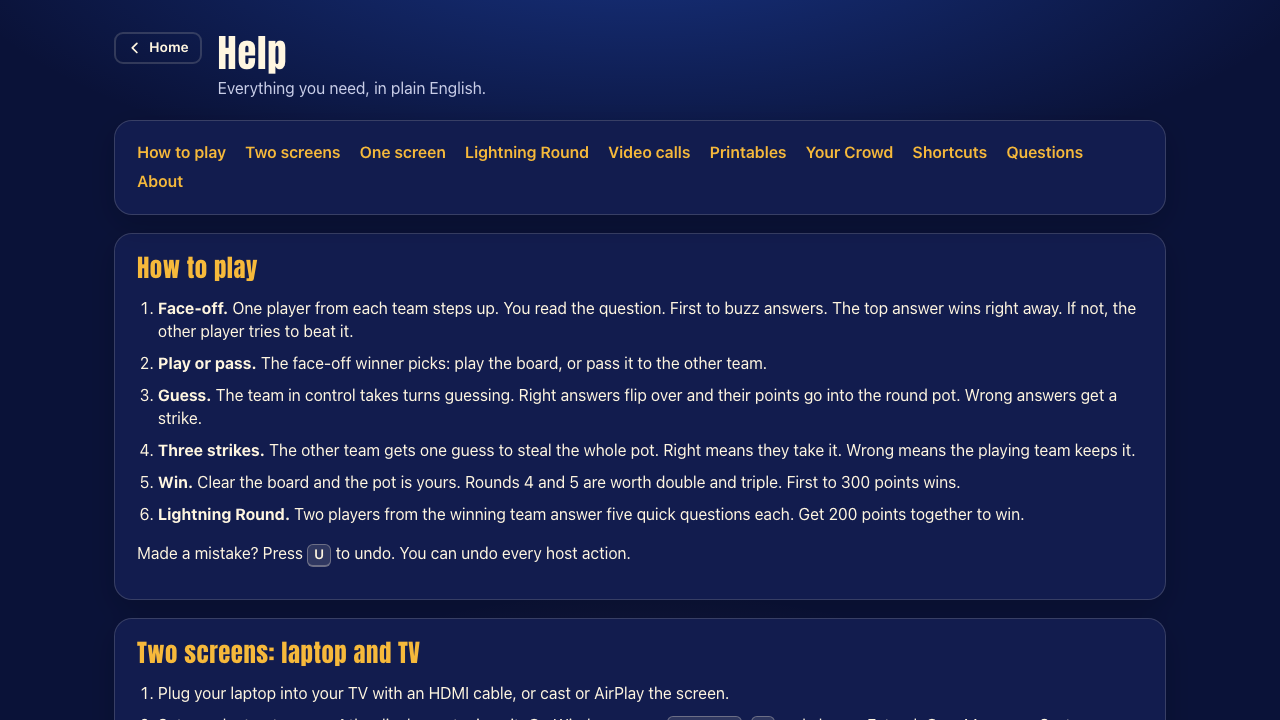 Home
Help
Everything you need, in plain English.
How to play Two screens One screen Lightning Round Video calls Printables Your Crowd Shortcuts Questions
About
How to play
1. Face-off. One player from each team steps up. You read the question. First to buzz answers. The top answer wins right away. If not, the
other player tries to beat it.
2. Play or pass. The face-off winner picks: play the board, or pass it to the other team.
3. Guess. The team in control takes turns guessing. Right answers flip over and their points go into the round pot. Wrong answers get a
strike.
4. Three strikes. The other team gets one guess to steal the whole pot. Right means they take it. Wrong means the playing team keeps it.
5. Win. Clear the board and the pot is yours. Rounds 4 and 5 are worth double and triple. First to 300 points wins.
6. Lightning Round. Two players from the winning team answer five quick questions each. Get 200 points together to win.
Made a mistake? Press U to undo. You can undo every host action.
Two screens: laptop and TV
1. Plug your laptop into your TV with an HDMI cable, or cast or AirPlay the screen.